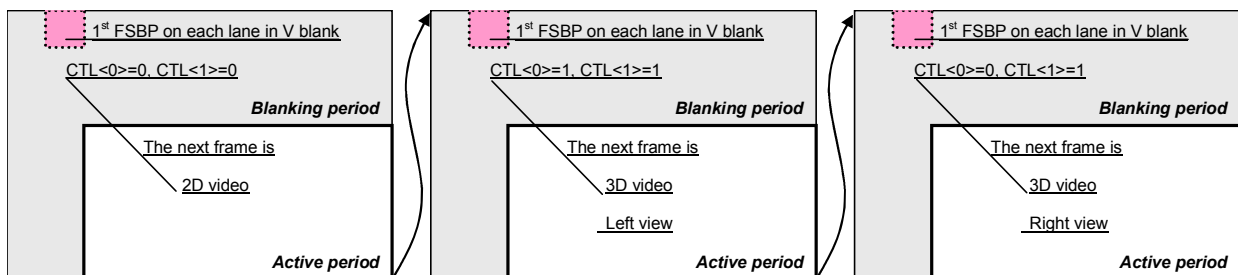 1st FSBP on each lane in V blank
CTL<0>=0, CTL<1>=0
Blanking period
The next frame is
2D video
Active period
1st FSBP on each lane in V blank
CTL<0>=1, CTL<1>=1
Blanking period
The next frame is
3D video
Left view
Active period
1st FSBP on each lane in V blank
CTL<0>=0, CTL<1>=1
Blanking period
The next frame is
3D video
Right view
Active period